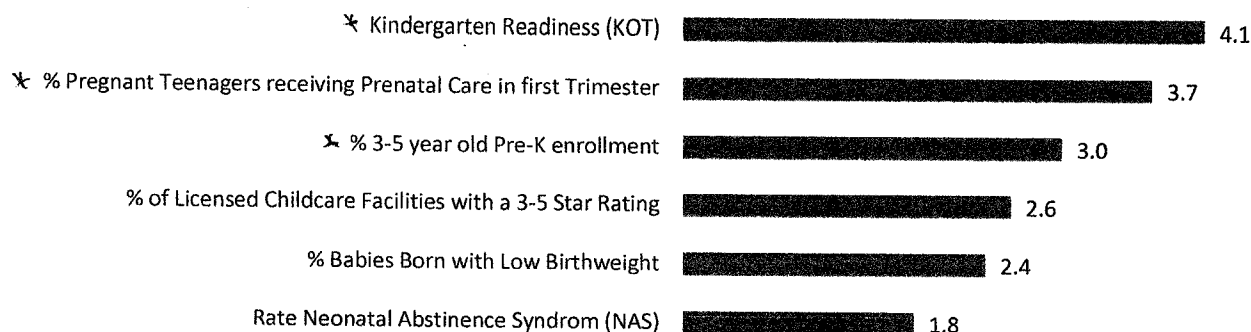 Kindergarten Readiness (KOT) 4.1
% Pregnant Teenagers receiving Prenatal Care in first Trimester 3.7
% 3-5 year old Pre-K enrollment 3.0
% of Licensed Childcare Facilities with a 3-5 Star Rating 2.6
% Babies Born with Low Birthweight 2.4
Rate Neonatal Abstinence Syndrom (NAS) 1.8